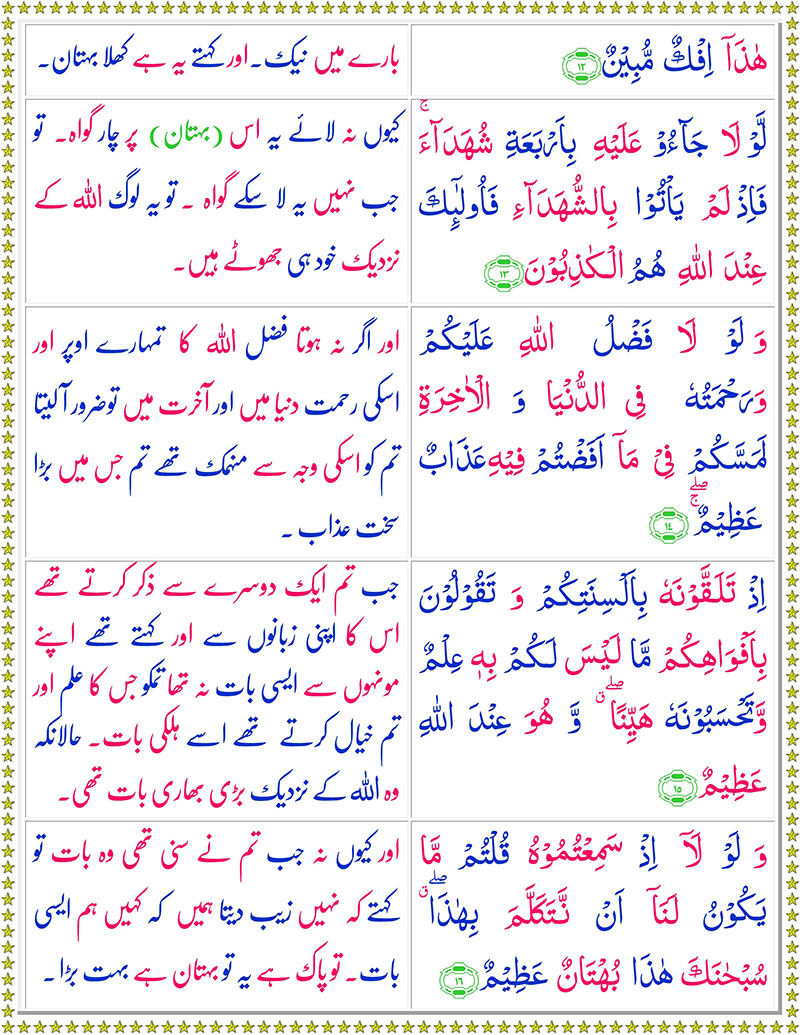 هٰذَاۤ اِفْكٌ مُّبِیْنٌ ﴿١٢﴾
بارے میں نیک۔ اور کہتے یہ ہے کھلا بہتان۔
لَوْ لَا جَآءُوْ عَلَیْهِ بِاَرْبَعَةِ شُهَدَآءَ ۚ
فَاِذْ لَمْ یَاْتُوْا بِالشُّهَدَآءِ فَاُولٰٓىِٕكَ
عِنْدَ اللّٰهِ هُمُ الْكٰذِبُوْنَ ﴿١٣﴾
کیوں نہ لائے یہ اس (بہتان) پر چار گواہ۔ تو
جب نہیں یہ لا سکے گواہ ۔ تو یہ لوگ اللہ کے
نزدیک خود ہی جھوٹے ہیں۔
وَ لَوْ لَا فَضْلُ اللّٰهِ عَلَیْكُمْ
وَرَحْمَتُهٗ فِی الدُّنْیَا وَ الْاٰخِرَةِ
لَمَسَّكُمْ فِیْ مَاۤ اَفَضْتُمْ فِیْهِ عَذَابٌ
عَظِیْمٌ ۖۚ ﴿١٤﴾
اور اگر نہ ہوتا فضل اللہ کا تمہارے اوپر اور
اسکی رحمت دنیا میں اور آخرت میں توضرور آلیتا
تم کو اسکی وجہ سے منہمک تھے تم جس میں بڑا
سخت عذاب ۔
اِذْ تَلَقَّوْنَهٗ بِاَلْسِنَتِكُمْ وَ تَقُوْلُوْنَ
بِاَفْوَاهِكُمْ مَّا لَیْسَ لَكُمْ بِهٖ عِلْمٌ
وَّتَحْسَبُوْنَهٗ هَیِّنًا ۖۗ وَّ هُوَ عِنْدَ اللّٰهِ
عَظِیْمٌ ﴿١٥﴾
جب تم ایک دوسرے سے ذکر کرتے تھے
اس کا اپنی زبانوں سے اور کہتے تھے اپنے
مونہوں سے ایسی بات نہ تھا تمکو جس کا علم اور
تم خیال کرتے تھے اسے ہلکی بات۔ حالانکہ
وہ اللہ کے نزدیک بڑی بھاری بات تھی۔
وَ لَوْ لَاۤ اِذْ سَمِعْتُمُوْهُ قُلْتُمْ مَّا
یَكُوْنُ لَنَاۤ اَنْ نَّتَكَلَّمَ بِهٰذَا ۖۗ
سُبْحٰنَكَ هٰذَا بُهْتَانٌ عَظِیْمٌ ﴿١٦﴾
اور کیوں نہ جب تم نے سنی تھی وہ بات تو
کہتے کہ نہیں زیب دیتا ہمیں کہ کہیں ہم ایسی
بات۔ تو پاک ہے یہ تو بہتان ہے بہت بڑا ۔